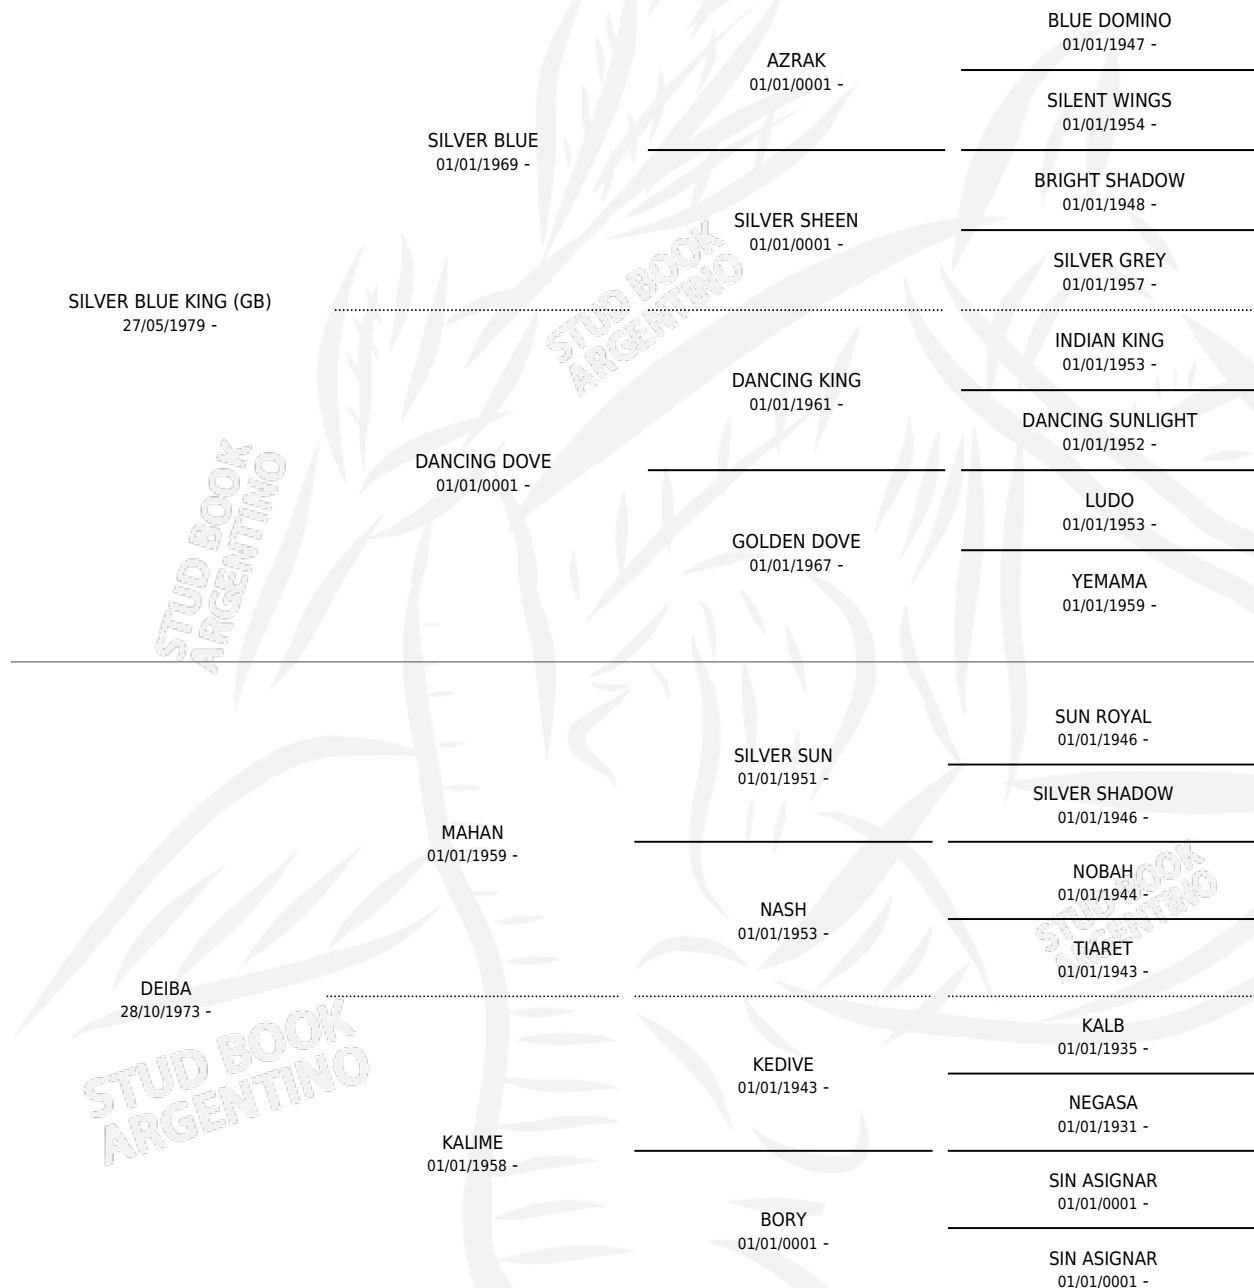 BLUE DOMINO
01/01/1947 -
AZRAK
01/01/0001 -
SILENT WINGS
01/01/1954 -
SILVER BLUE
01/01/1969 -
BRIGHT SHADOW
01/01/1948 -
SILVER SHEEN
01/01/0001 -
SILVER GREY
01/01/1957 -
SILVER BLUE KING (GB)
27/05/1979 -
INDIAN KING
01/01/1953 -
DANCING KING
01/01/1961 -
DANCING SUNLIGHT
01/01/1952 -
DANCING DOVE
01/01/0001 -
LUDO
01/01/1953 -
GOLDEN DOVE
01/01/1967 -
YEMAMA
01/01/1959 -
SUN ROYAL
01/01/1946 -
SILVER SUN
01/01/1951 -
SILVER SHADOW
01/01/1946 -
MAHAN
01/01/1959 -
NOBAH
01/01/1944 -
NASH
01/01/1953 -
TIARET
01/01/1943 -
DEIBA
28/10/1973 -
KALB
01/01/1935 -
KEDIVE
01/01/1943 -
NEGASA
01/01/1931 -
KALIME
01/01/1958 -
SIN ASIGNAR
01/01/0001 -
BORY
01/01/0001 -
SIN ASIGNAR
01/01/0001 -
STUD BOOK
ARGENTINO
STUD BOOK
ARGENTINO
STUD BOOK
ARGENTINO
STUD BOOK
ARGENTINO